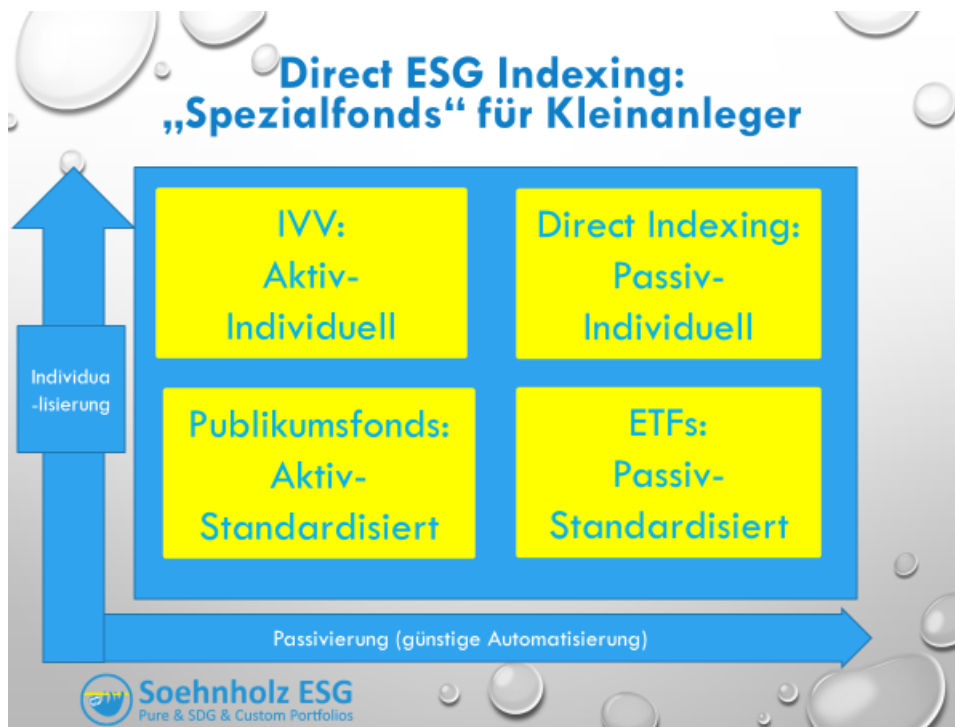 Direct ESG Indexing:
„Spezialfonds“ für Kleinanleger
IVV:
Aktiv-
Individuell
Direct Indexing:
Passiv-
Individuell
Individua
-lisierung
Publikumsfonds:
Aktiv-
Standardisiert
ETFs:
Passiv-
Standardisiert
Passivierung (günstige Automatisierung)
Soehnholz ESG
Pure & SDG & Custom Portfolios